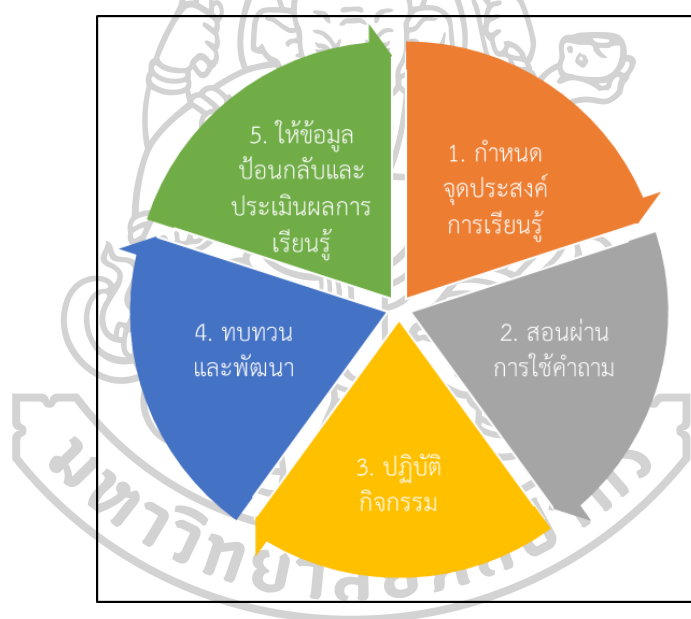 5. ให้ข้อมูล
ป้อนกลับและ
ประเมินผลการ
เรียนรู้
1. กำหนด
จุดประสงค์
การเรียนรู้
2. สอนผ่าน
การใช้คำถาม
3. ปฏิบัติ
กิจกรรม
4. ทบทวน
และพัฒนา